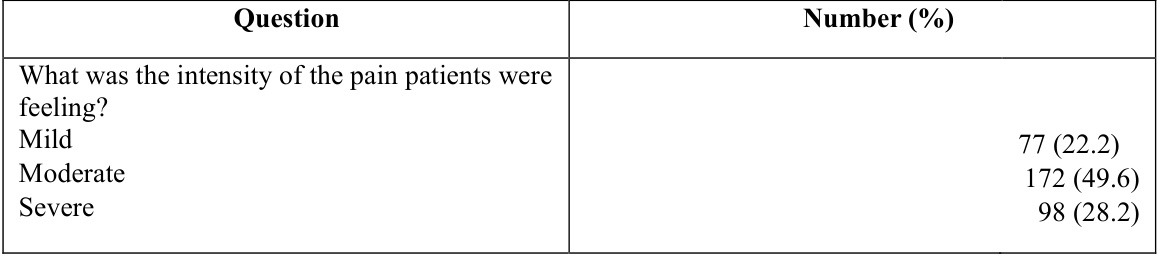 Question Number (%)
What was the intensity of the pain patients were
feeling?
Mild 77 (22.2)
Moderate 172 (49.6)
Severe 98 (28.2)